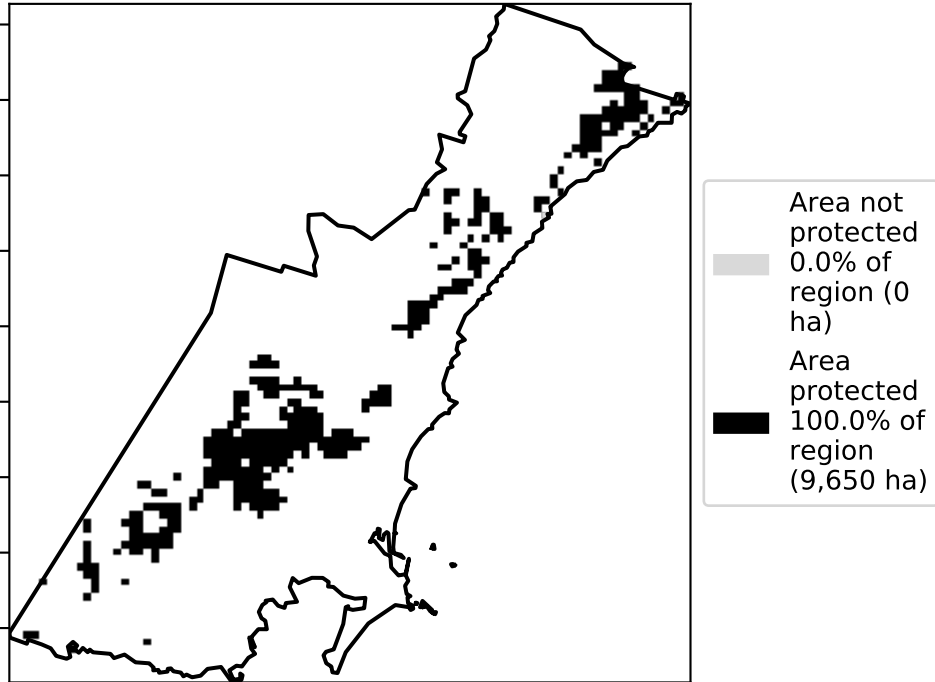 Area not
protected
0.0% of
region (0
ha)
Area
protected
100.0% of
region
(9,650 ha)